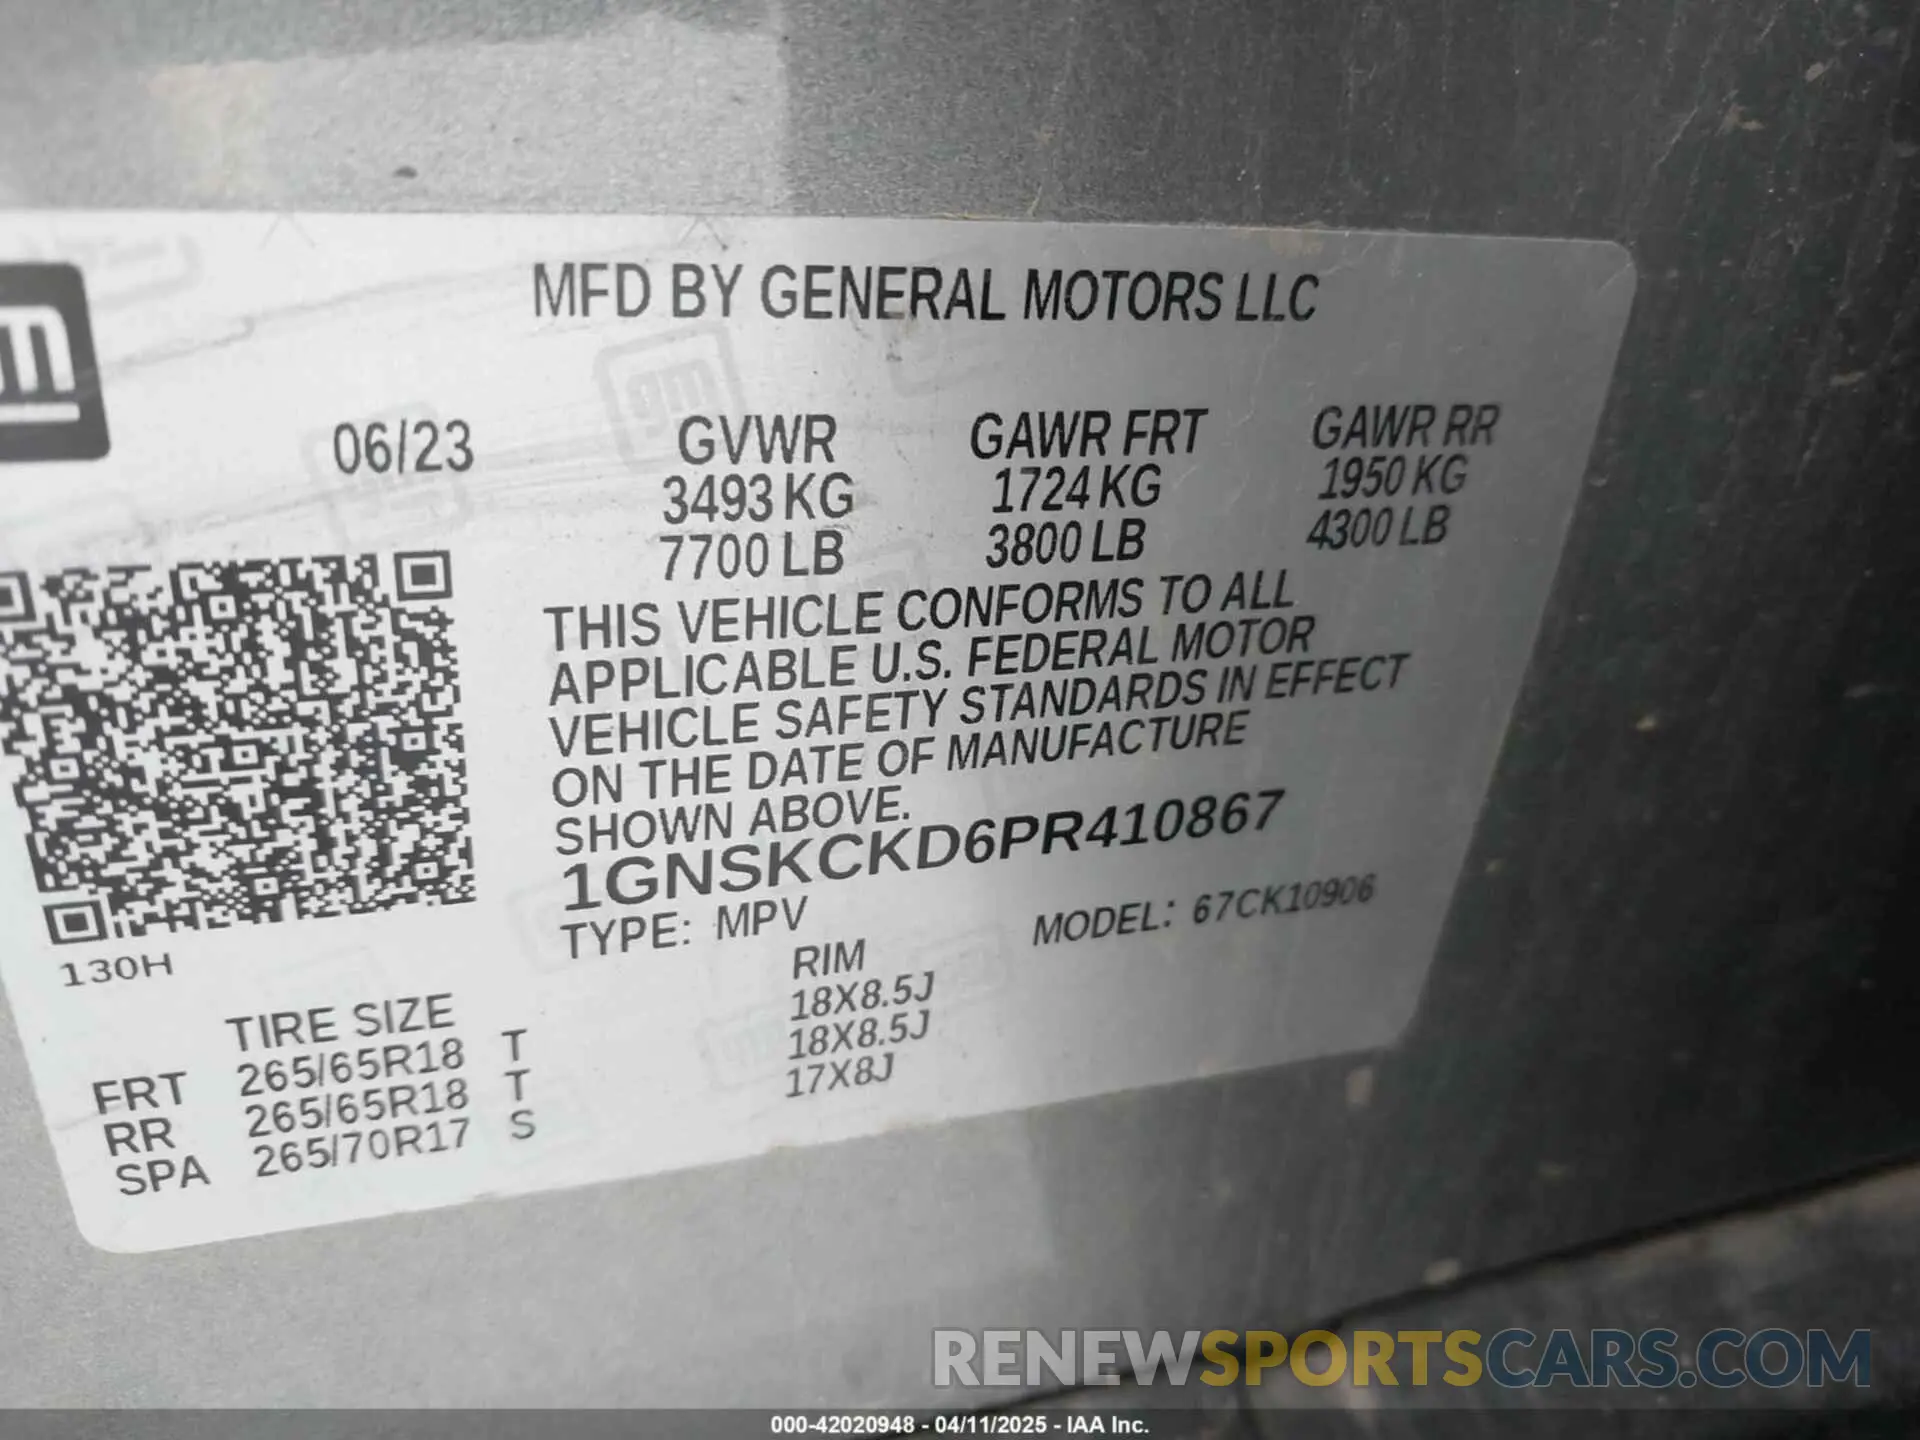 MFD BY GENERAL MOTORS LLC
06/23 GVWR GAWR FRT GAWR RR
3493 KG 1724 KG 1950 KG
7700 LB 3800 LB 4300 LB
THIS VEHICLE CONFORMS TO ALL
APPLICABLE U.S. FEDERAL MOTOR
VEHICLE SAFETY STANDARDS IN EFFECT
ON THE DATE OF MANUFACTURE
SHOWN ABOVE.
1GNSKCKD6PR410867
TYPE: MPV MODEL: 67CK10906
130H
TIRE SIZE RIM
FRT 265/65R18 T 18X8.5J
RR 265/65R18 T 18X8.5J
SPA 265/70R17 S 17X8J
gm
RENEWSPORTSCARS.COM
000-42020948 - 04/11/2025 - IAA Inc.